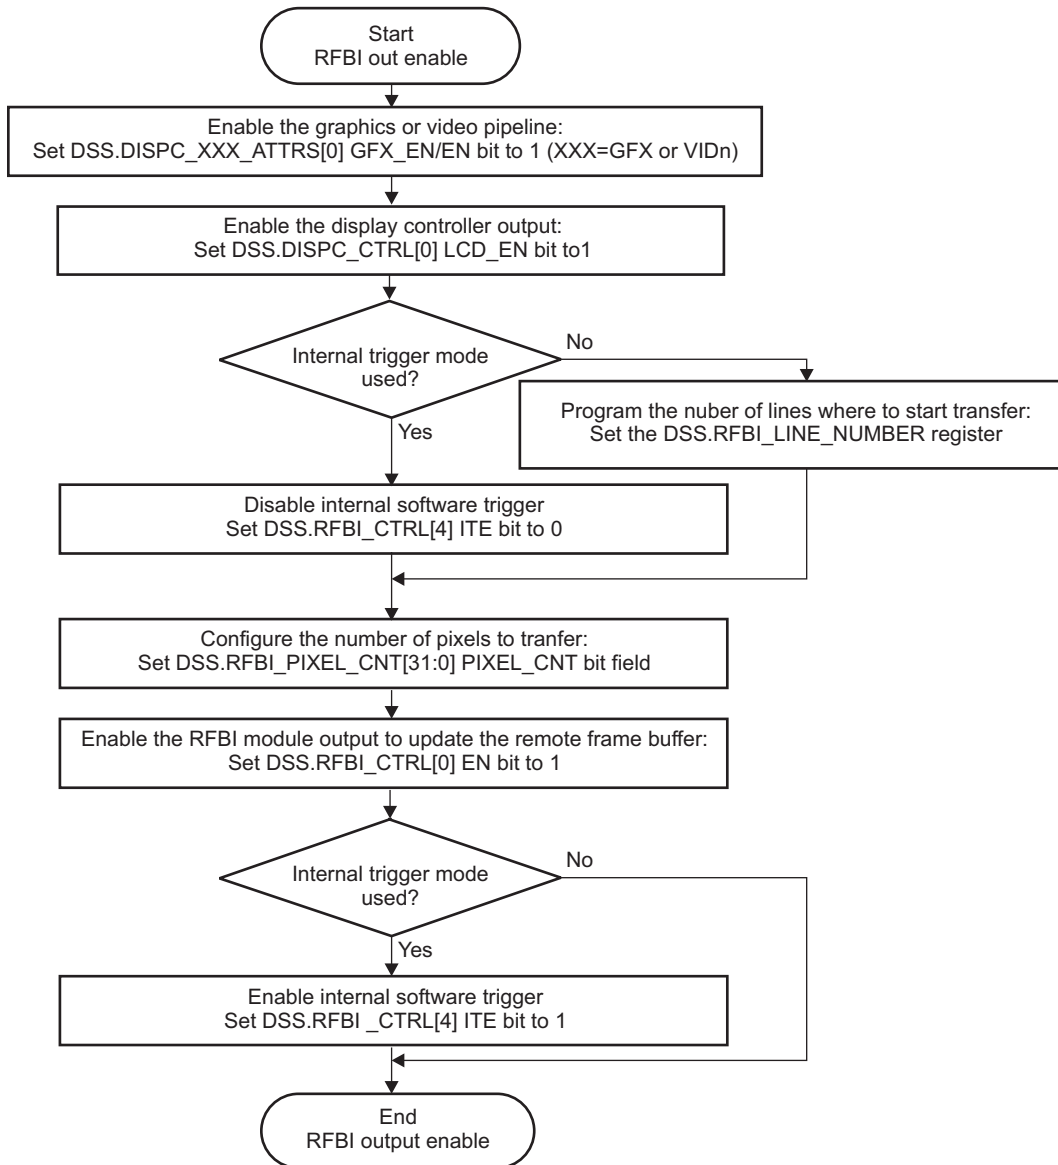 Start
RFBI out enable
Enable the graphics or video pipeline:
Set DSS.DISPC_XXX_ATTRS[0] GFX_EN/EN bit to 1 (XXX=GFX or VIDn)
Enable the display controller output:
Set DSS.DISPC_CTRL[0] LCD_EN bit to1
Internal trigger mode
used?
No
Program the nuber of lines where to start transfer:
Set the DSS.RFBI_LINE_NUMBER register
Yes
Disable internal software trigger
Set DSS.RFBI_CTRL[4] ITE bit to 0
Configure the number of pixels to tranfer:
Set DSS.RFBI_PIXEL_CNT[31:0] PIXEL_CNT bit field
Enable the RFBI module output to update the remote frame buffer:
Set DSS.RFBI_CTRL[0] EN bit to 1
Internal trigger mode
used?
No
Yes
Enable internal software trigger
Set DSS.RFBI _CTRL[4] ITE bit to 1
End
RFBI output enable